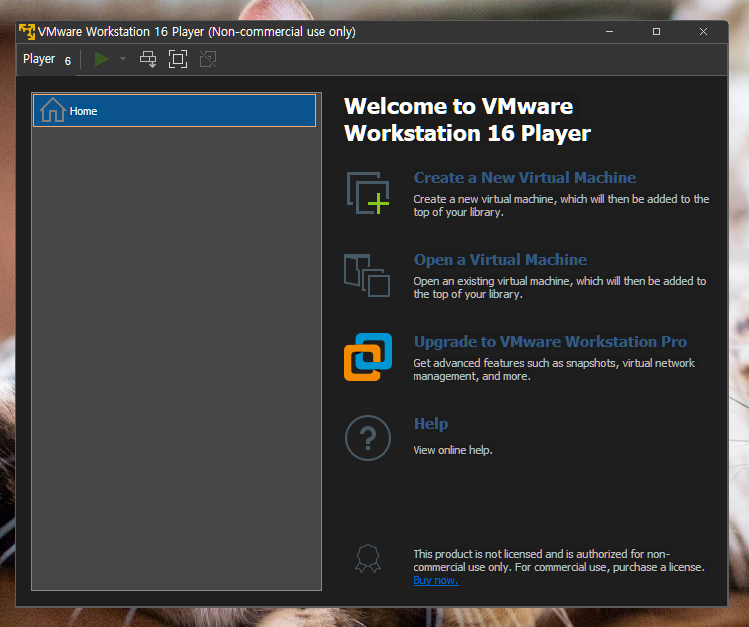 VMware Workstation 16 Player (Non-commercial use only)
Player 6
Home
Welcome to VMware
Workstation 16 Player
Create a New Virtual Machine
Create a new virtual machine, which will then be added to the
top of your library.
Open a Virtual Machine
Open an existing virtual machine, which will then be added to
the top of your library.
Upgrade to VMware Workstation Pro
Get advanced features such as snapshots, virtual network
management, and more.
?
Help
View online help.
This product is not licensed and is authorized for non-
commercial use only. For commercial use, purchase a license.
Buy now.